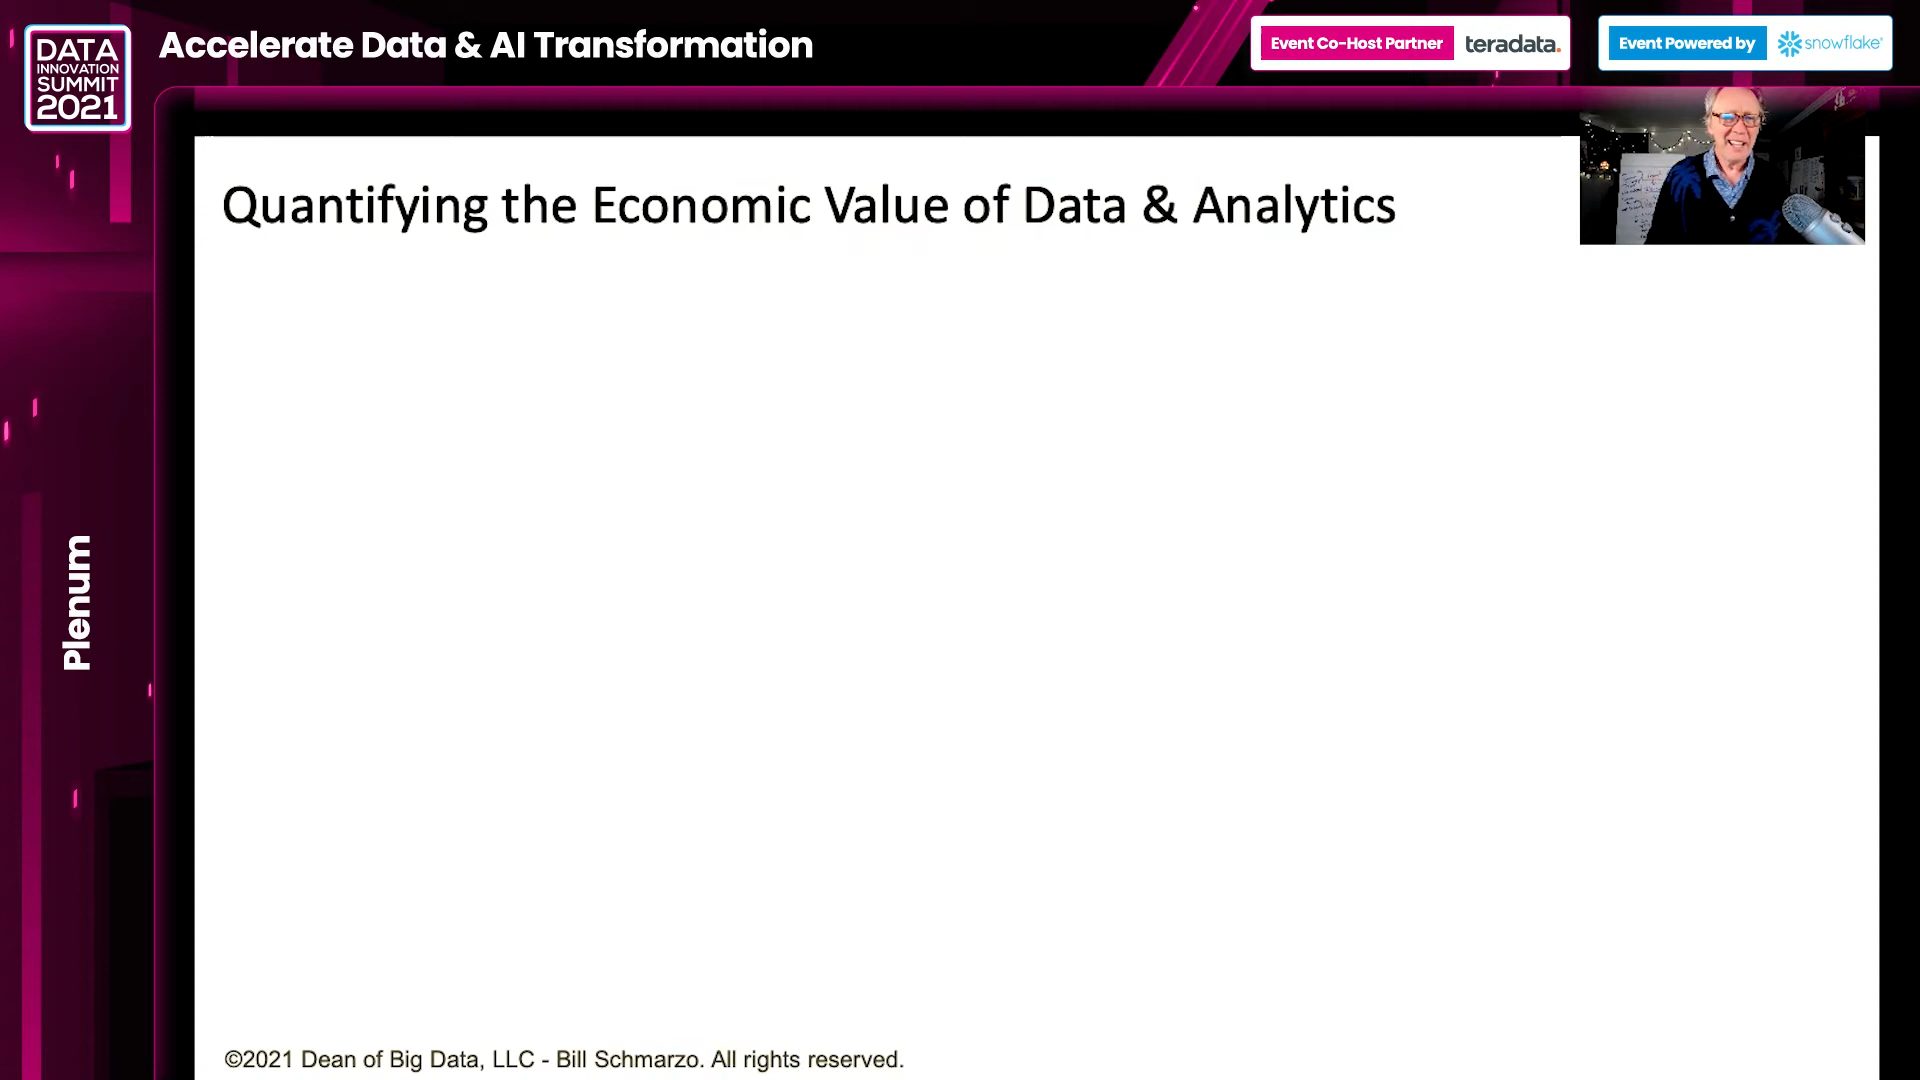 DATA
INNOVATION
SUMMIT
2021
Accelerate Data & AI Transformation
Event Co-Host Partner
teradata.
Event Powered by
snowflake®
Quantifying the Economic Value of Data & Analytics
Plenum
©2021 Dean of Big Data, LLC - Bill Schmarzo. All rights reserved.